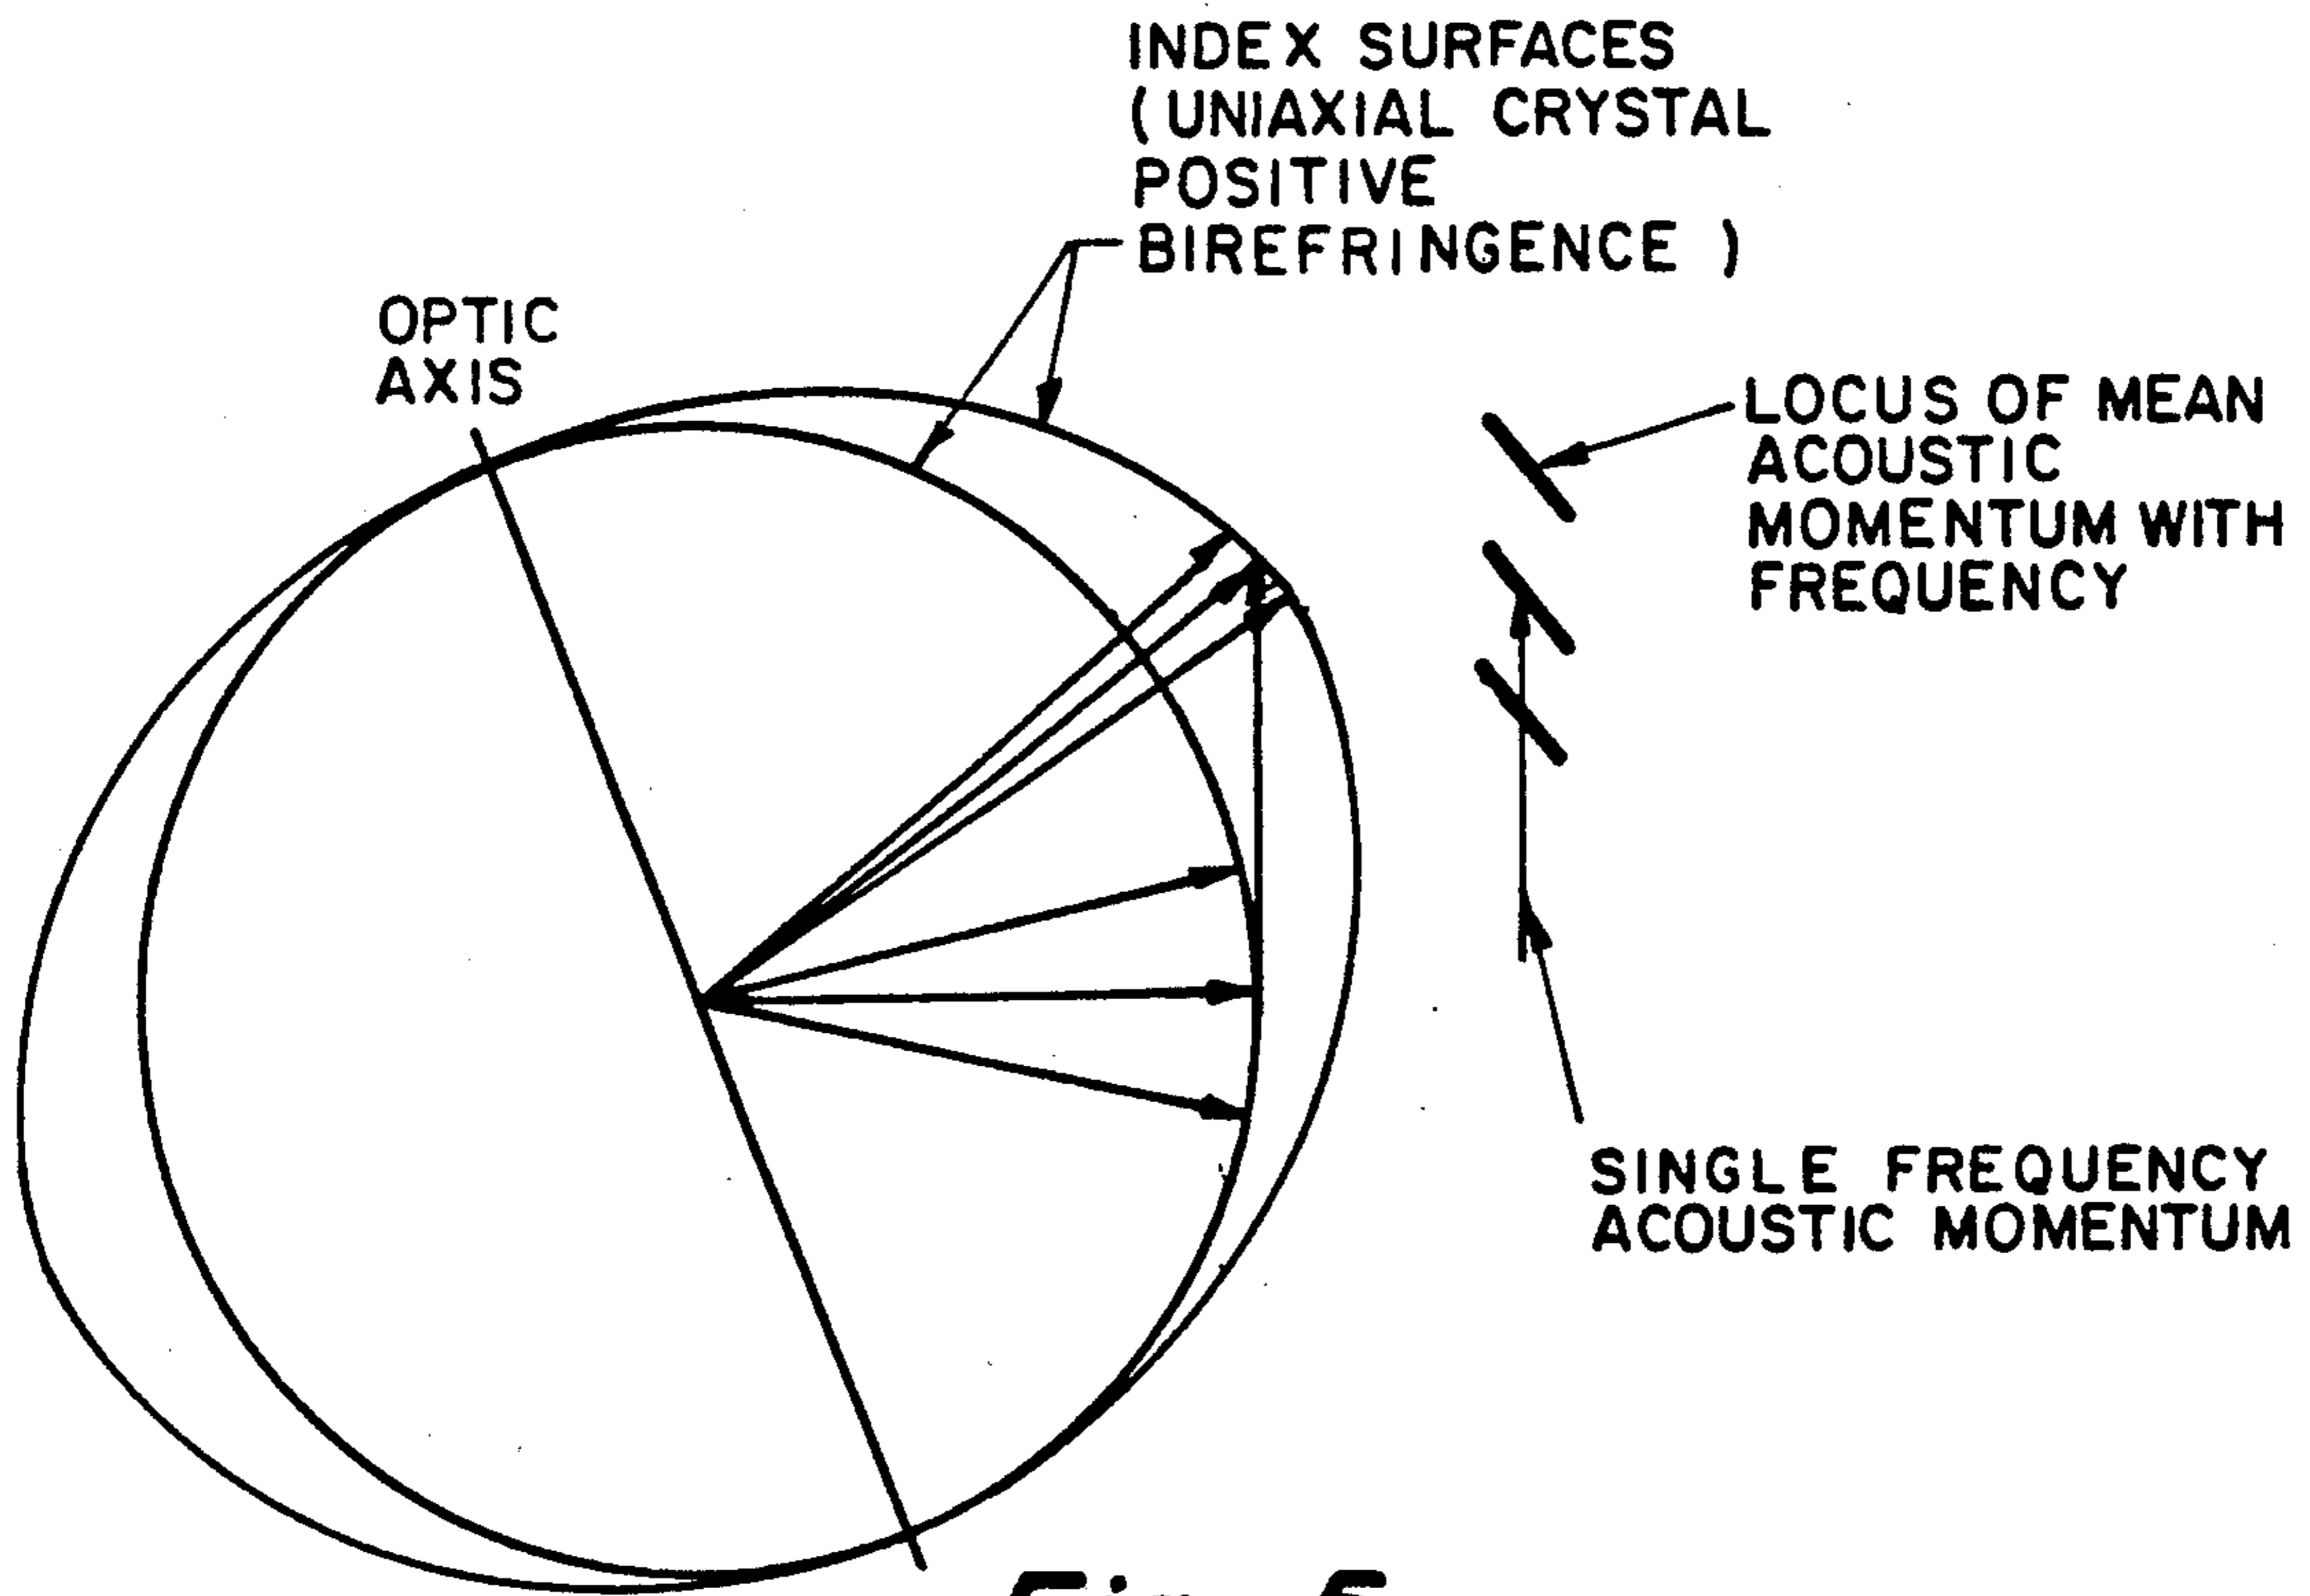 INDEX SURFACES
(UNIAXIAL CRYSTAL
POSITIVE
BIREFRINGENCE )
OPTIC
AXIS
LOCUS OF MEAN
ACOUSTIC
MOMENTUM WITH
FREQUENCY
SINGLE FREQUENCY
ACOUSTIC MOMENTUM